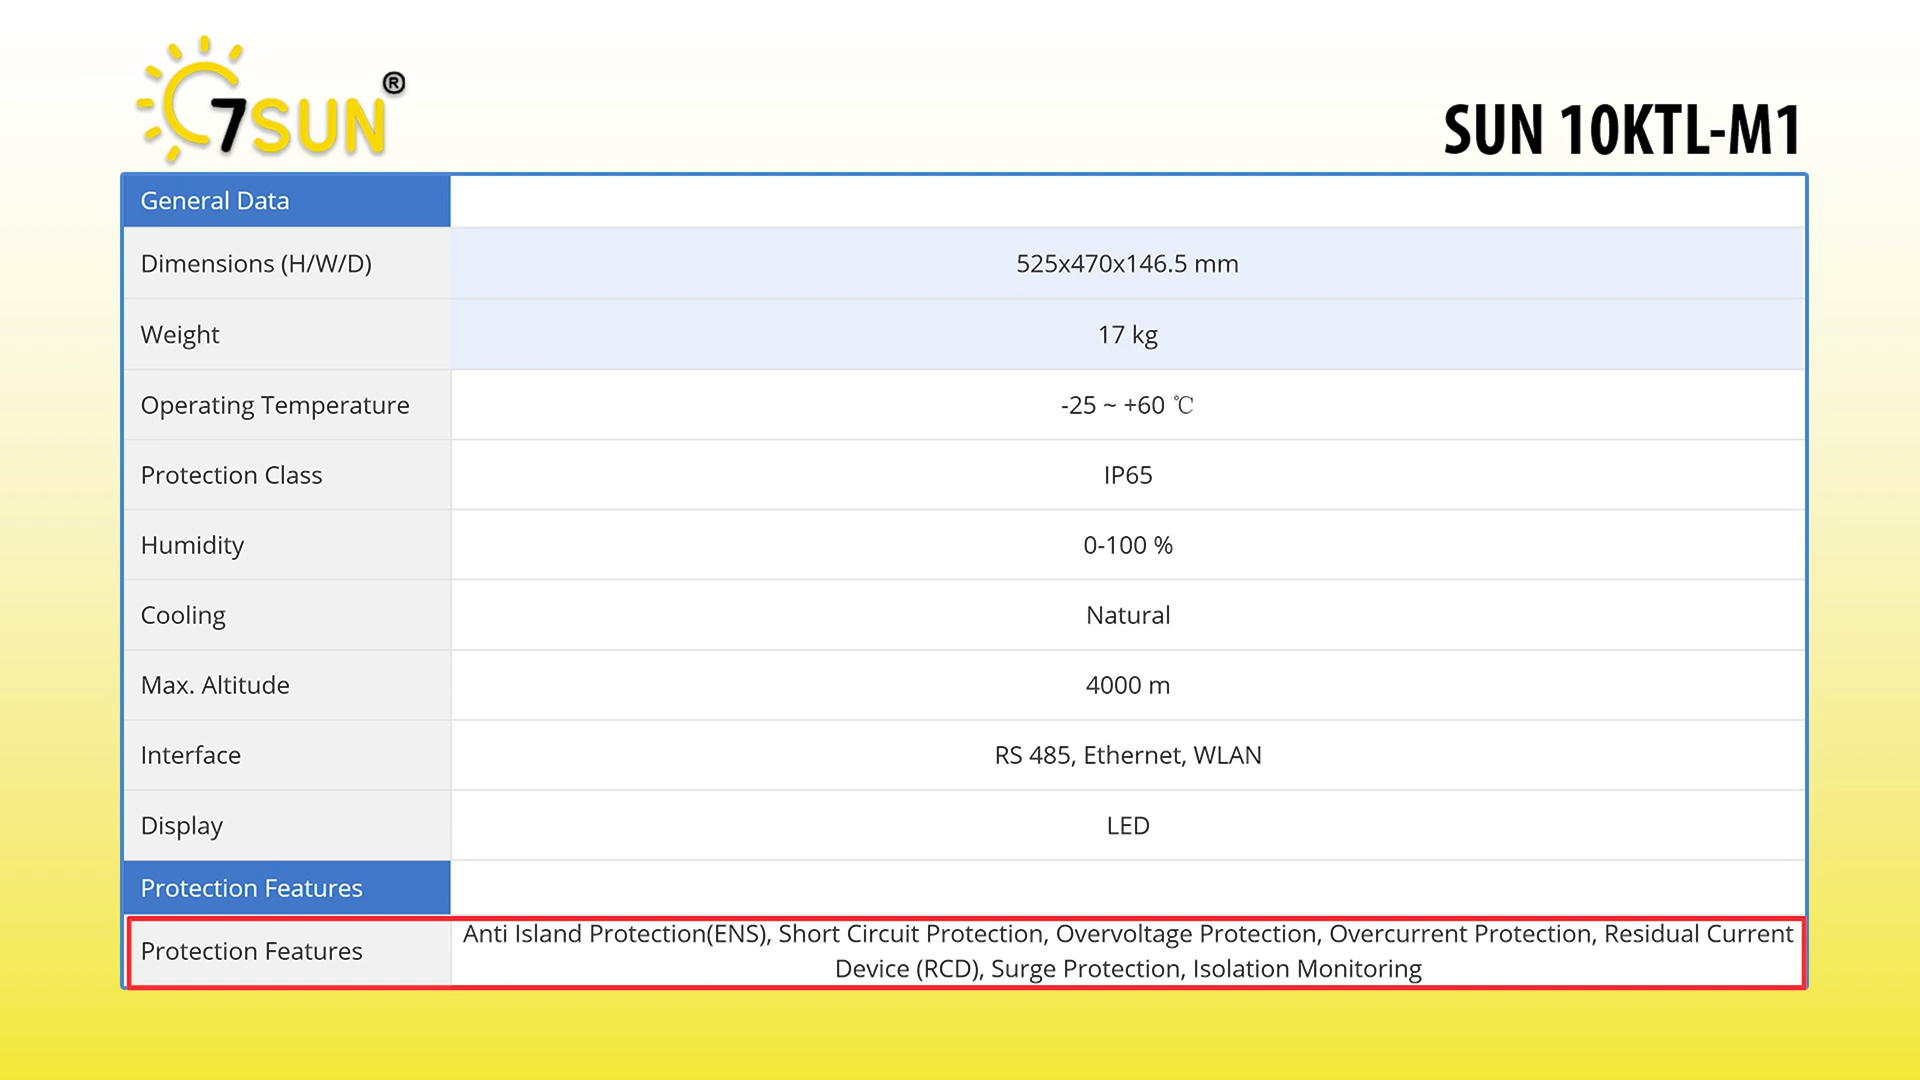 7SUN®
SUN 10KTL-M1
General Data
Dimensions (H/W/D) 525x470x146.5 mm
Weight 17 kg
Operating Temperature -25 ~ +60 ℃
Protection Class IP65
Humidity 0-100 %
Cooling Natural
Max. Altitude 4000 m
Interface RS 485, Ethernet, WLAN
Display LED
Protection Features
Protection Features Anti Island Protection(ENS), Short Circuit Protection, Overvoltage Protection, Overcurrent Protection, Residual Current
Device (RCD), Surge Protection, Isolation Monitoring